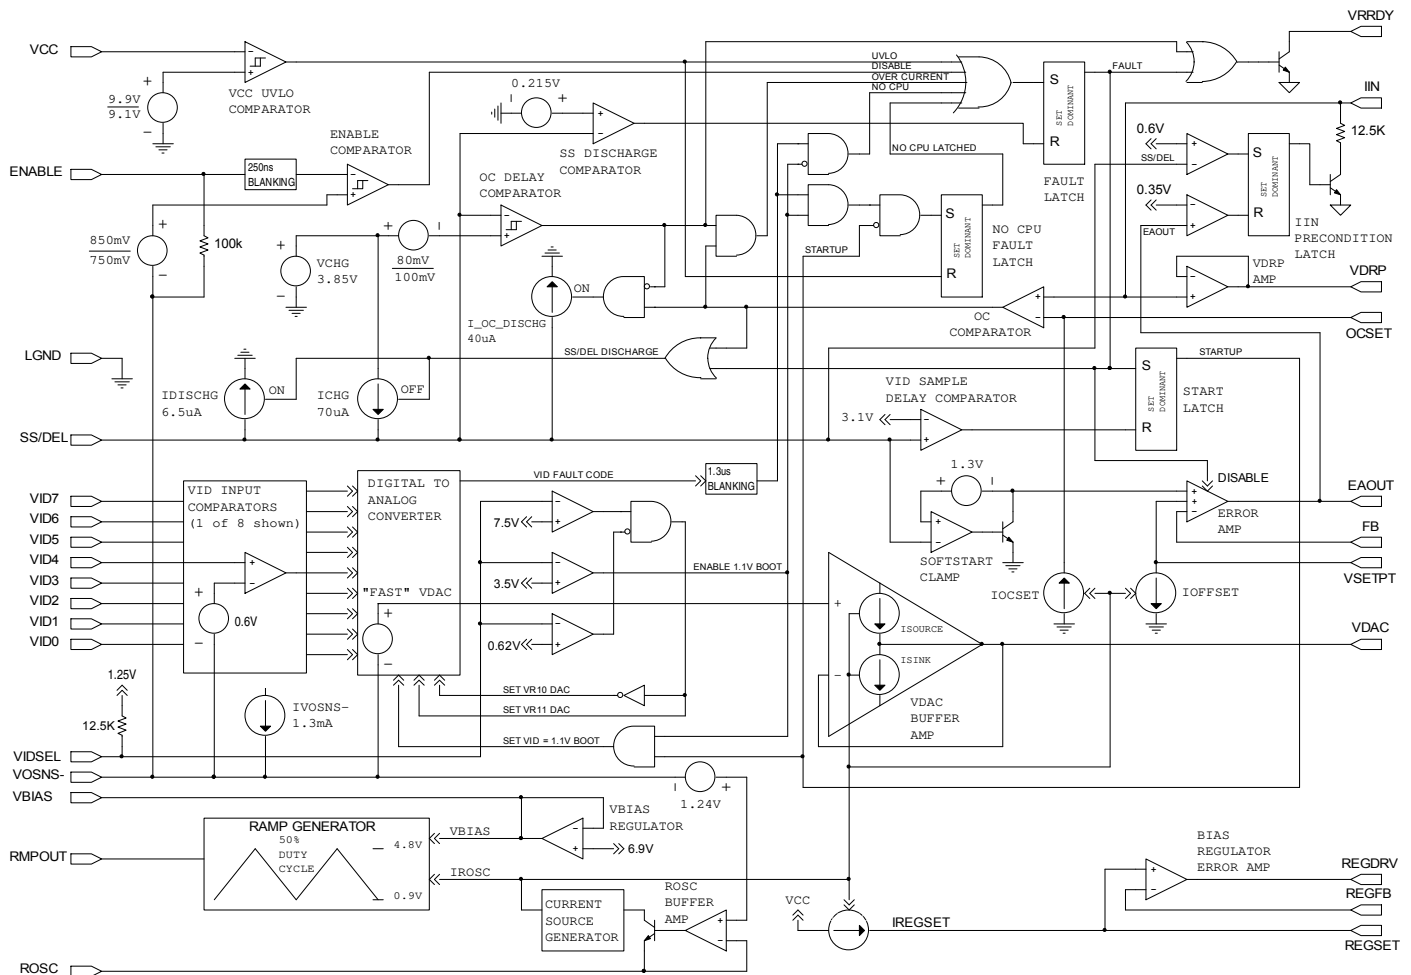 VRRDY
VCC
UVLO
DISABLE
OVER CURRENT
NO CPU
FAULT
0.215V
S
SET DOMINANT
R
FAULT LATCH
IIN
12.5K
9.9V
9.1V
VCC UVLO
COMPARATOR
ENABLE
COMPARATOR
SS DISCHARGE
COMPARATOR
0.6V
SS/DEL
S
SET DOMINANT
R
0.35V
EAOUT
IIN
PRECONDITION
LATCH
NO CPU LATCHED
ENABLE
250ns
BLANKING
OC DELAY
COMPARATOR
850mV
750mV
100k
VCHG
3.85V
80mV
100mV
STARTUP
S
SET DOMINANT
R
NO CPU
FAULT
LATCH
VDRP
AMP
VDRP
ON
I_OC_DISCHG
40uA
OC
COMPARATOR
OCSET
LGND
SS/DEL DISCHARGE
IDISCHG
6.5uA
ON
ICHG
70uA
OFF
VID SAMPLE
DELAY COMPARATOR
3.1V
S
SET DOMINANT
R
STARTUP
START
LATCH
SS/DEL
VID FAULT CODE
1.3us
BLANKING
1.3V
DISABLE
ERROR
AMP
EAOUT
FB
VSETPT
SOFTSTART
CLAMP
VID7
VID6
VID5
VID4
VID3
VID2
VID1
VID0
VID INPUT
COMPARATORS
(1 of 8 shown)
0.6V
DIGITAL TO
ANALOG
CONVERTER
"FAST" VDAC
7.5V
3.5V
0.62V
ENABLE 1.1V BOOT
IOCSET
IOFFSET
ISOURCE
ISINK
VDAC
BUFFER
AMP
VDAC
1.25V
12.5K
IVOSNS-
1.3mA
SET VR10 DAC
SET VR11 DAC
SET VID = 1.1V BOOT
VIDSEL
VOSNS-
1.24V
VBIAS
VBIAS
REGULATOR
6.9V
RAMP GENERATOR
50%
DUTY
CYCLE
4.8V
0.9V
VBIAS
IROSC
RMPOUT
CURRENT
SOURCE
GENERATOR
ROSC
BUFFER
AMP
VCC
IREGSET
BIAS
REGULATOR
ERROR AMP
REGDRV
REGFB
REGSET
ROSC